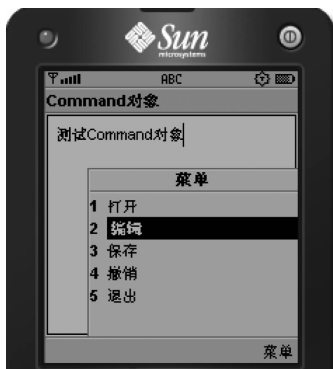 Sun
microsystems
ABC
Command对象
测试Command对象
菜单
1 打开
2 编辑
3 保存
4 撤销
5 退出
菜单